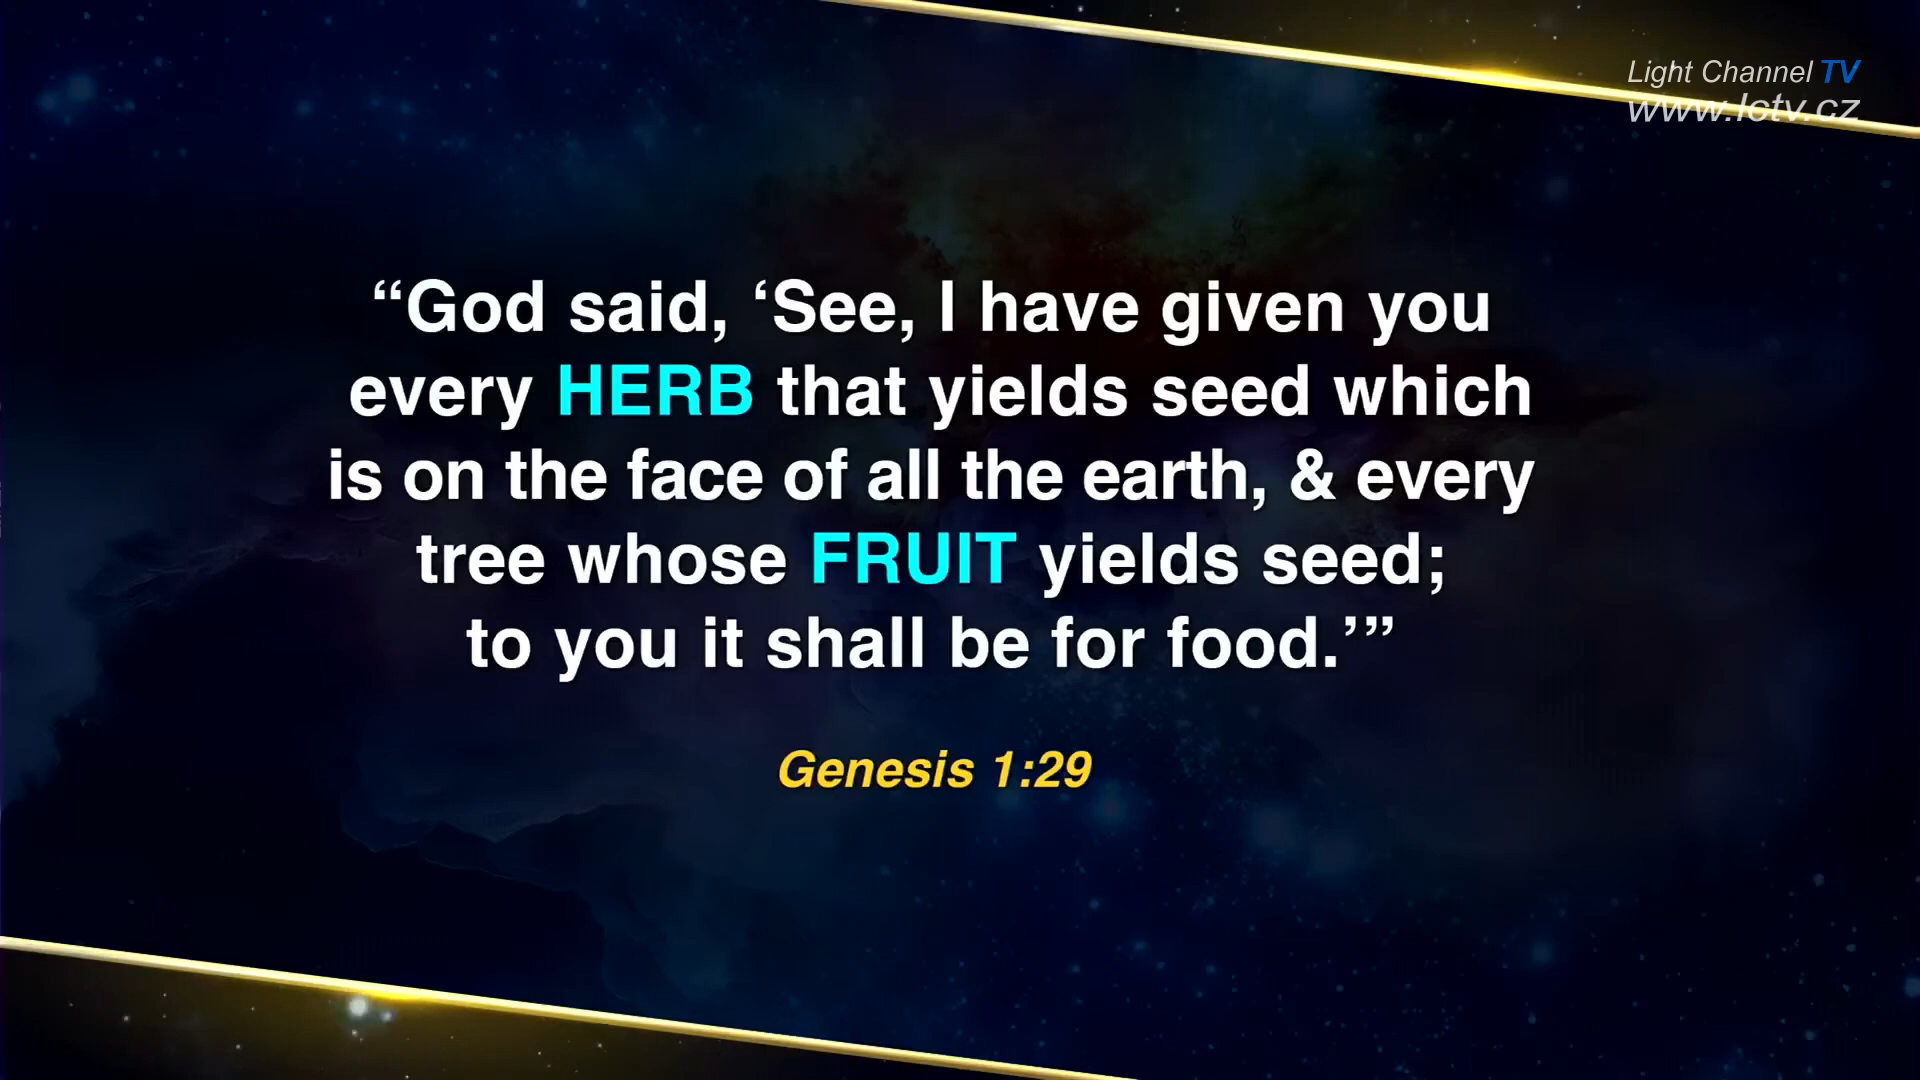 Light Channel TV
www.lctv.cz
“God said, ‘See, I have given you
every HERB that yields seed which
is on the face of all the earth, & every
tree whose FRUIT yields seed;
to you it shall be for food.’”
Genesis 1:29